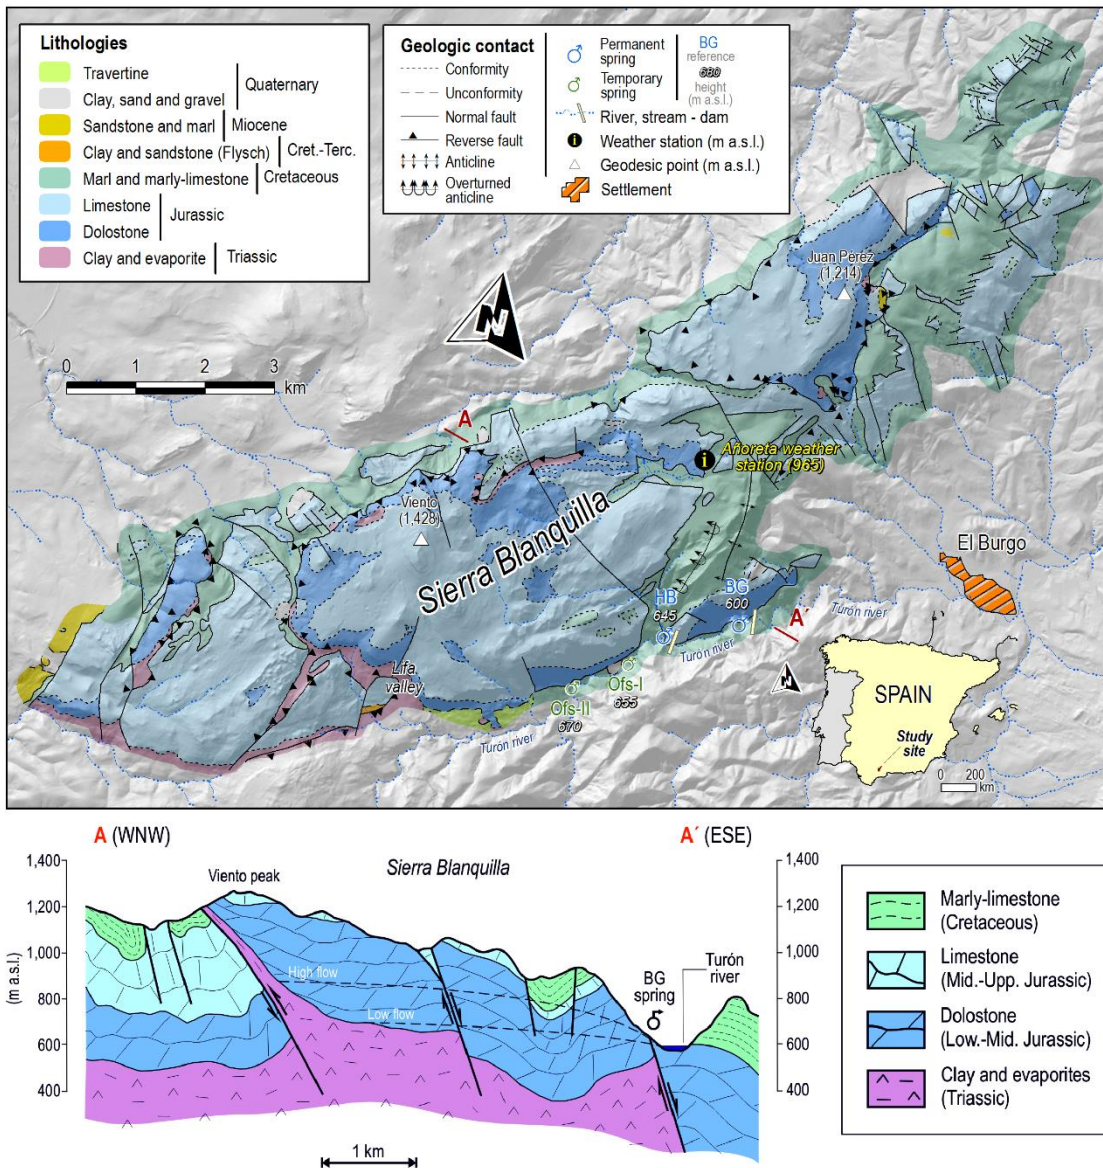 Lithologies
Travertine
Clay, sand and gravel
Quaternary
Sandstone and marl
Miocene
Clay and sandstone (Flysch)
Cret.-Terc.
Marl and marly-limestone
Cretaceous
Limestone
Jurassic
Dolostone
Clay and evaporite
Triassic
Geologic contact
Conformity
Unconformity
Normal fault
Reverse fault
Anticline
Overturned
anticline
Permanent
spring
Temporary
spring
BG
reference
680
height
(m a.s.l.)
River, stream - dam
i
Weather station (m a.s.l.)
Geodesic point (m a.s.l.)
Settlement
N
0 1 2 3
km
Juan Perez
(1,214)
A
i
Añoreta weather
station (965)
Viento
(1,428)
Sierra Blanquilla
El Burgo
HB
645
BG
600
A´
Turón river
Turón river
Lifa
valley
Ofs-I
655
Ofs-II
670
Turón river
N
SPAIN
Study
site
0 200
km
A (WNW)
A´ (ESE)
Sierra Blanquilla
Viento peak
1,400
1,200
1,000
800
600
400
(m a.s.l.)
High flow
Low flow
BG
spring
Turón
river
1,400
1,200
1,000
800
600
400
(m a.s.l.)
1 km
Marly-limestone
(Cretaceous)
Limestone
(Mid.-Upp. Jurassic)
Dolostone
(Low.-Mid. Jurassic)
Clay and evaporites
(Triassic)